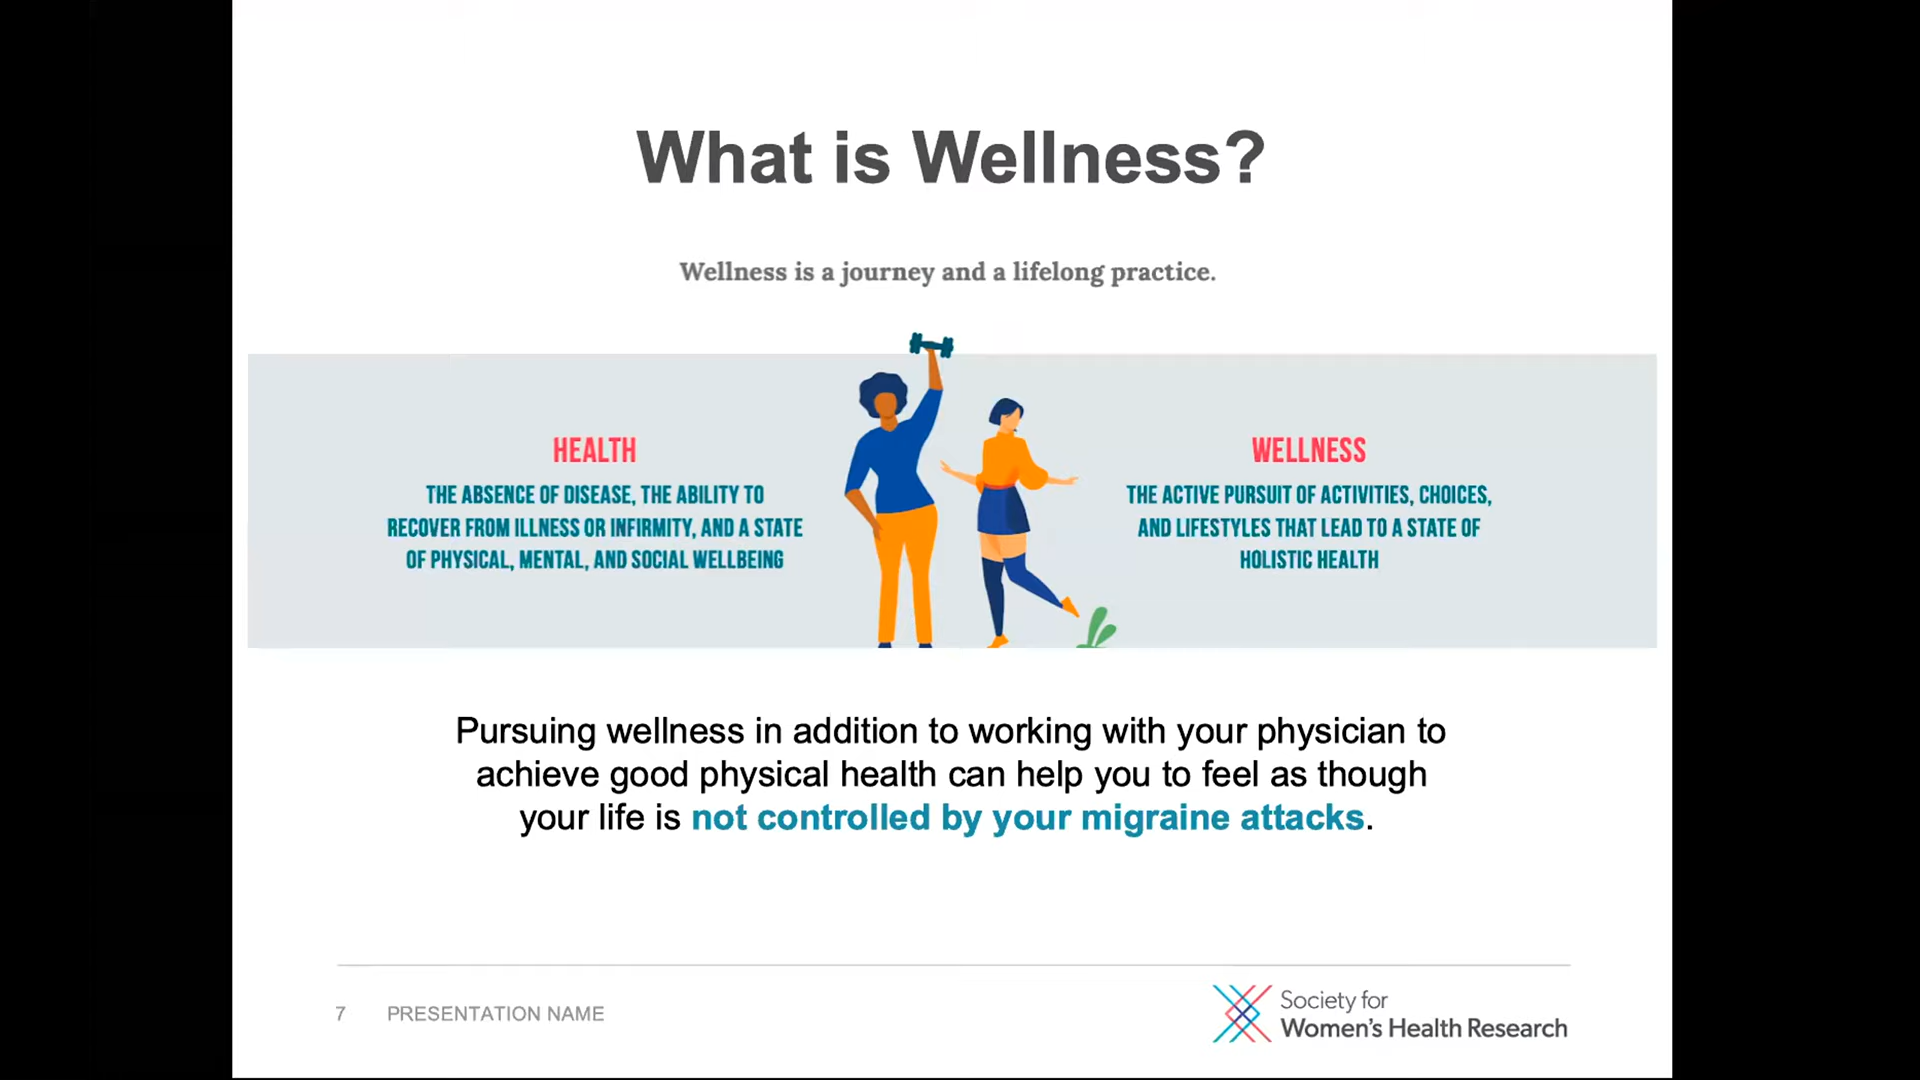 What is Wellness?
Wellness is a journey and a lifelong practice.
HEALTH
THE ABSENCE OF DISEASE, THE ABILITY TO
RECOVER FROM ILLNESS OR INFIRMITY, AND A STATE
OF PHYSICAL, MENTAL, AND SOCIAL WELLBEING
WELLNESS
THE ACTIVE PURSUIT OF ACTIVITIES, CHOICES,
AND LIFESTYLES THAT LEAD TO A STATE OF
HOLISTIC HEALTH
Pursuing wellness in addition to working with your physician to
achieve good physical health can help you to feel as though
your life is not controlled by your migraine attacks.
7 PRESENTATION NAME
Society for
Women's Health Research